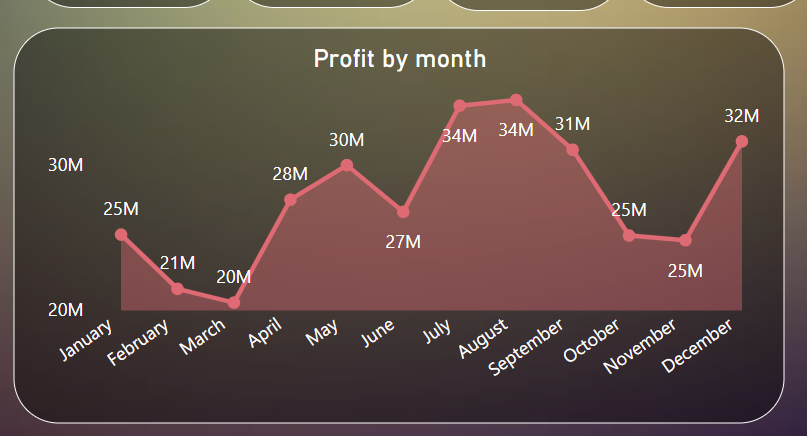 Profit by month
34M
34M
31M
32M
30M
30M
28M
25M
25M
27M
21M
20M
25M
20M
January
February
March
April
May
June
July
August
September
October
November
December